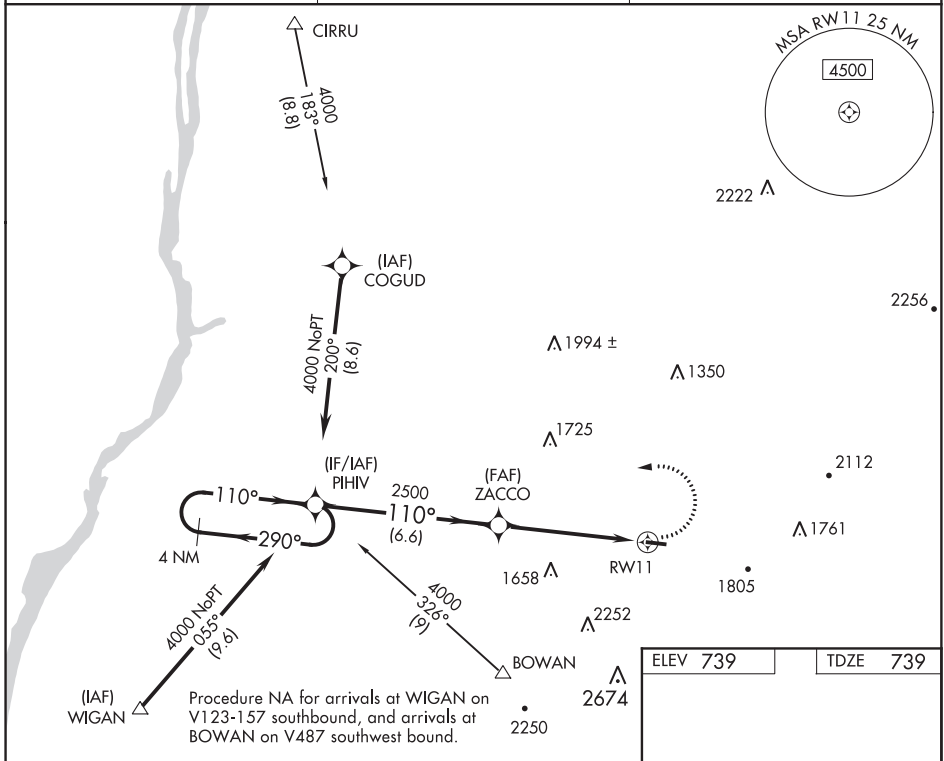 CIRRU
4000
183°
(8.8)
MSA RW11 25 NM
4500
2222
(IAF)
COGUD
2256
4000 NoPT
200°
(8.6)
1994 ±
1350
1725
2112
(IF/IAF)
PIHIV
(FAF)
ZACCO
110°
2500
110°
(6.6)
1761
290°
4 NM
RW11
1658
1805
4000 NoPT
055°
(9.6)
4000
326°
(9)
2252
BOWAN
2674
2250
(IAF)
WIGAN
Procedure NA for arrivals at WIGAN on
V123-157 southbound, and arrivals at
BOWAN on V487 southwest bound.
ELEV 739
TDZE 739